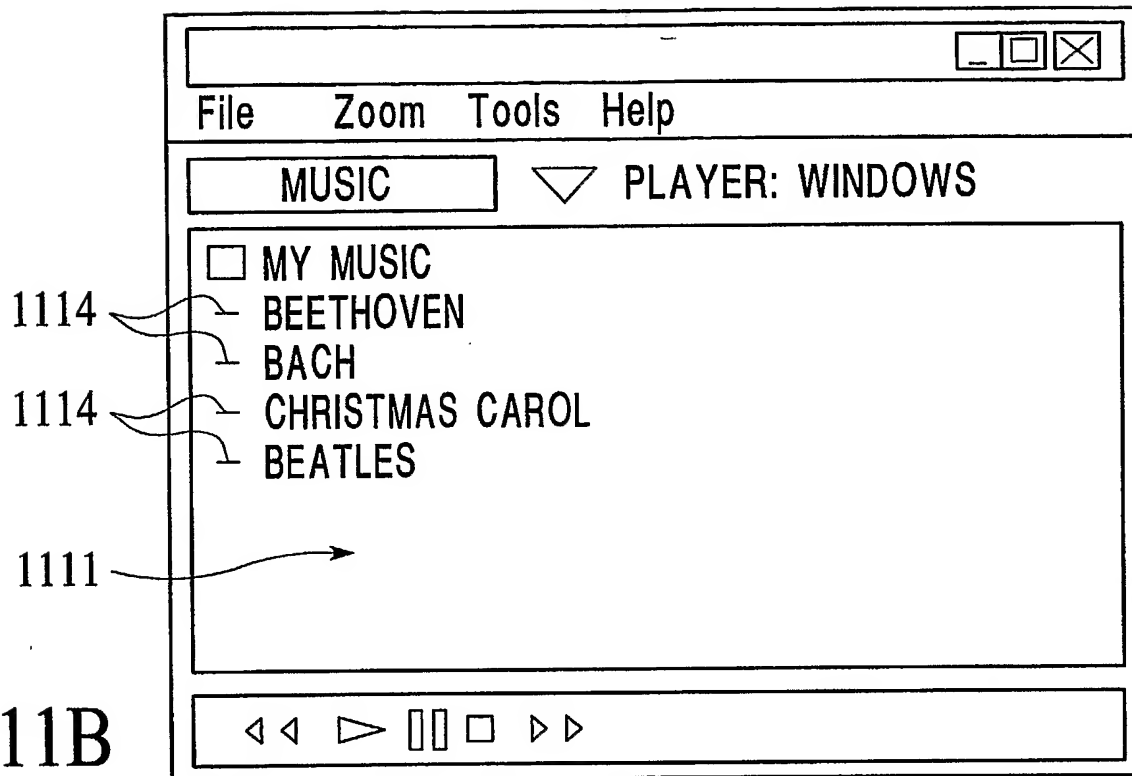 File Zoom Tools Help
MUSIC PLAYER: WINDOWS
MY MUSIC
1114 BEETHOVEN
BACH
1114 CHRISTMAS CAROL
BEATLES
1111
11B